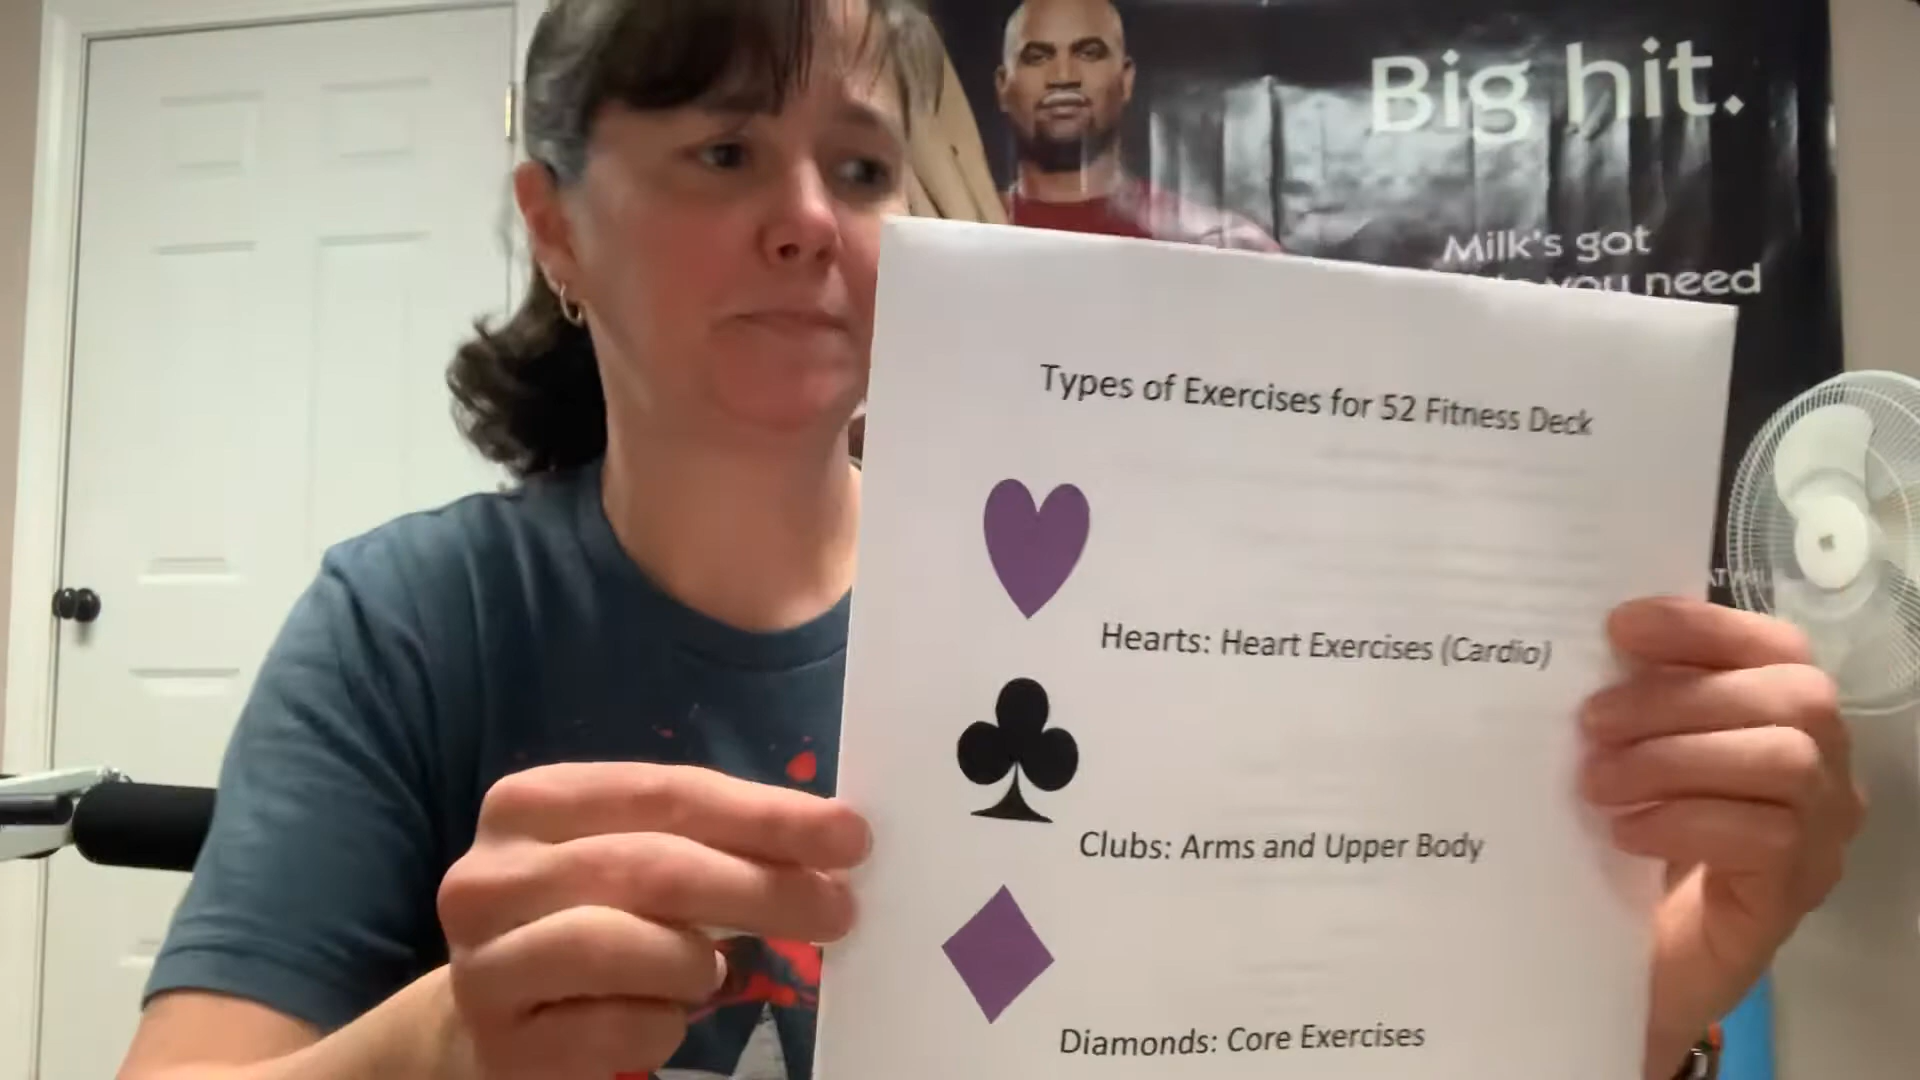 Big hit.
Milk's got
you need
Types of Exercises for 52 Fitness Deck
Hearts: Heart Exercises (Cardio)
Clubs: Arms and Upper Body
Diamonds: Core Exercises